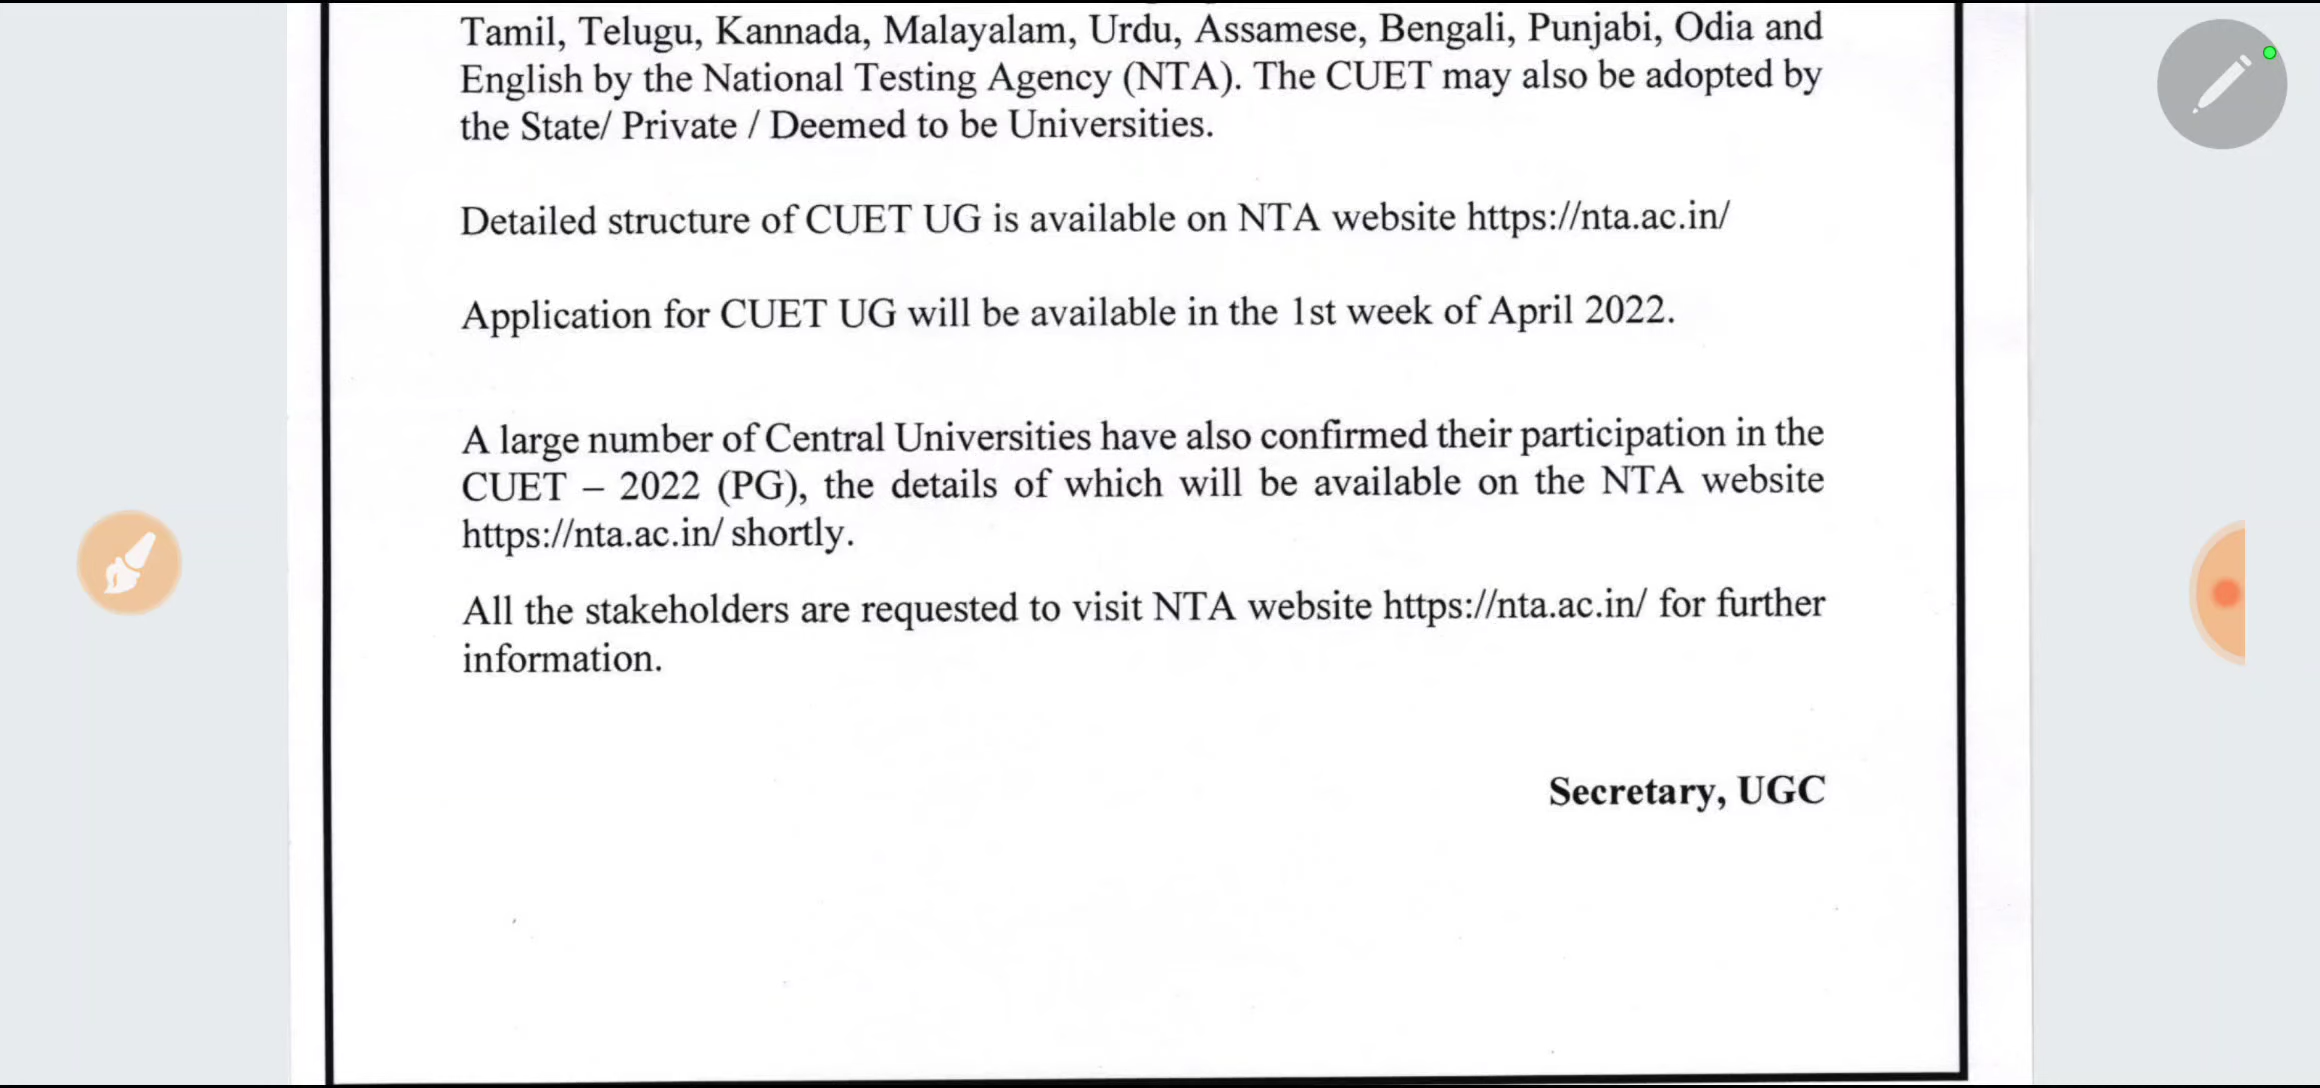 Tamil, Telugu, Kannada, Malayalam, Urdu, Assamese, Bengali, Punjabi, Odia and
English by the National Testing Agency (NTA). The CUET may also be adopted by
the State/ Private / Deemed to be Universities.
Detailed structure of CUET UG is available on NTA website https://nta.ac.in/
Application for CUET UG will be available in the 1st week of April 2022.
A large number of Central Universities have also confirmed their participation in the
CUET – 2022 (PG), the details of which will be available on the NTA website
https://nta.ac.in/ shortly.
All the stakeholders are requested to visit NTA website https://nta.ac.in/ for further
information.
Secretary, UGC